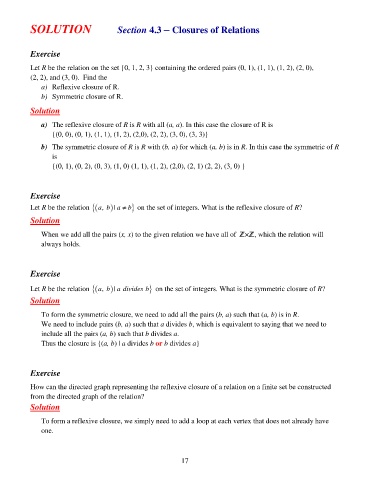 SOLUTION Section 4.3 – Closures of Relations
Exercise
Let R be the relation on the set {0, 1, 2, 3} containing the ordered pairs (0, 1), (1, 1), (1, 2), (2, 0),
(2, 2), and (3, 0). Find the
a) Reflexive closure of R.
b) Symmetric closure of R.
Solution
a) The reflexive closure of R is R with all (a, a). In this case the closure of R is
{(0, 0), (0, 1), (1, 1), (1, 2), (2,0), (2, 2), (3, 0), (3, 3)}
b) The symmetric closure of R is R with (b, a) for which (a, b) is in R. In this case the symmetric of R
is
{(0, 1), (0, 2), (0, 3), (1, 0) (1, 1), (1, 2), (2,0), (2, 1) (2, 2), (3, 0) }
Exercise
Let R be the relation {(a, b)| a ≠ b} on the set of integers. What is the reflexive closure of R?
Solution
When we add all the pairs (x, x) to the given relation we have all of ℤ×ℤ, which the relation will
always holds.
Exercise
Let R be the relation {(a, b)| a divides b} on the set of integers. What is the symmetric closure of R?
Solution
To form the symmetric closure, we need to add all the pairs (b, a) such that (a, b) is in R.
We need to include pairs (b, a) such that a divides b, which is equivalent to saying that we need to
include all the pairs (a, b) such that b divides a.
Thus the closure is {(a, b) | a divides b or b divides a}
Exercise
How can the directed graph representing the reflexive closure of a relation on a finite set be constructed
from the directed graph of the relation?
Solution
To form a reflexive closure, we simply need to add a loop at each vertex that does not already have
one.
17